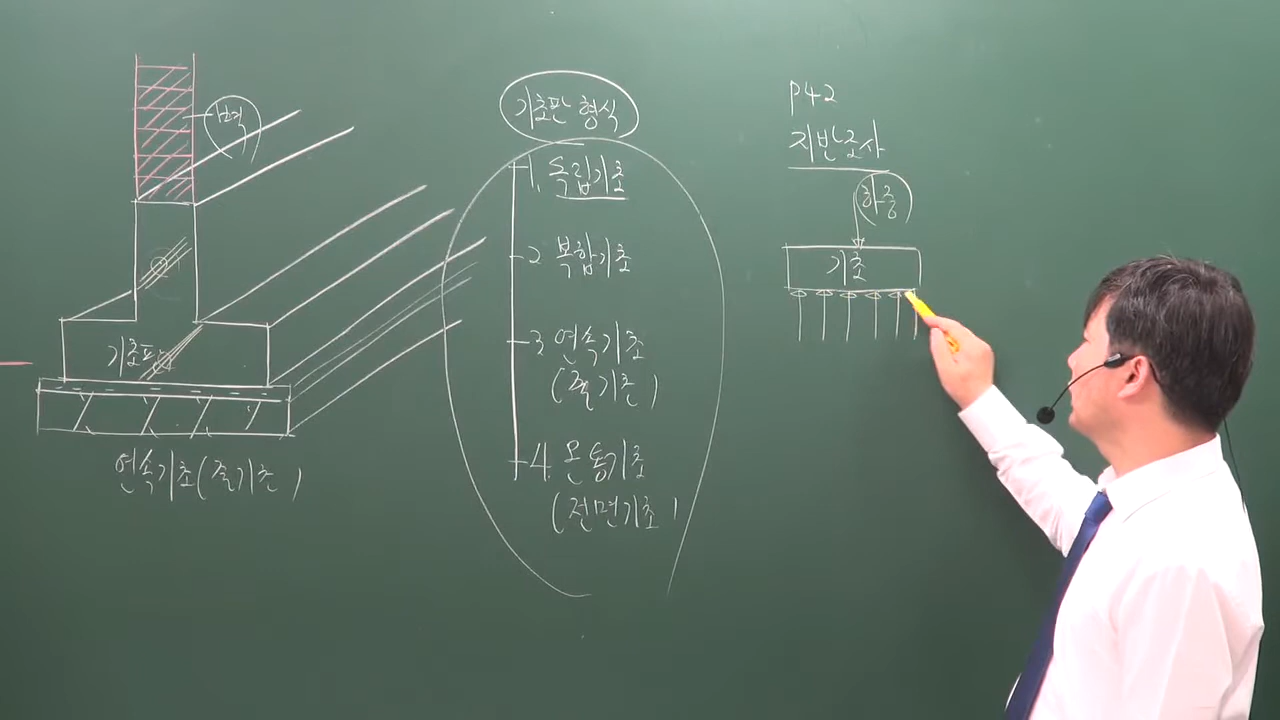 벽
기초판
연속기초(줄기초)
기초판 형식
1. 독립기초
2 복합기초
3 연속기초
(줄기초)
4. 온통기초
(전면기초)
P42
지반조사
하중
기초